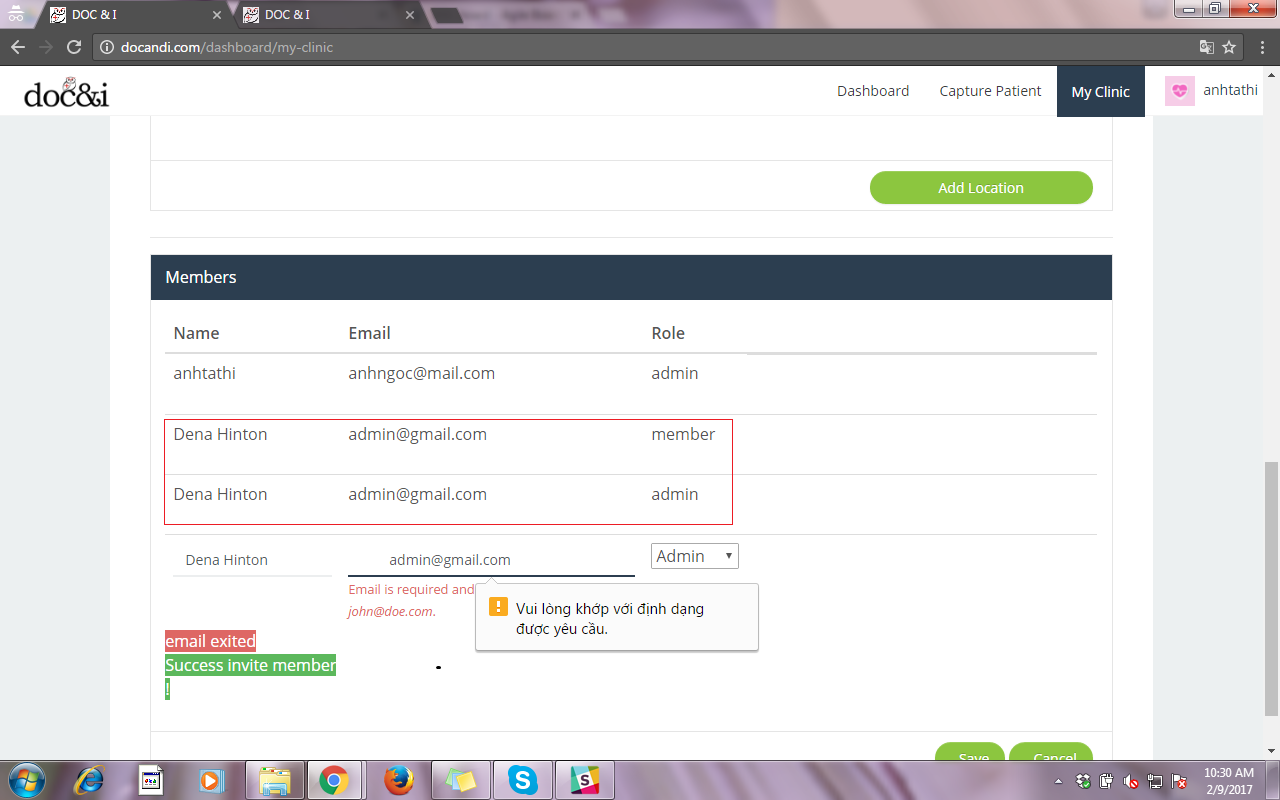 DOC & I
DOC & I
docandi.com/dashboard/my-clinic
doc&i
Dashboard
Capture Patient
My Clinic
anhtathi
Add Location
Members
Name Email Role
anhtathi anhngoc@mail.com admin
Dena Hinton admin@gmail.com member
Dena Hinton admin@gmail.com admin
Dena Hinton admin@gmail.com Admin
Email is required and
john@doe.com.
Vui lòng khớp với định dạng
được yêu cầu.
email exited
Success invite member
!
Save Cancel
10:30 AM
2/9/2017